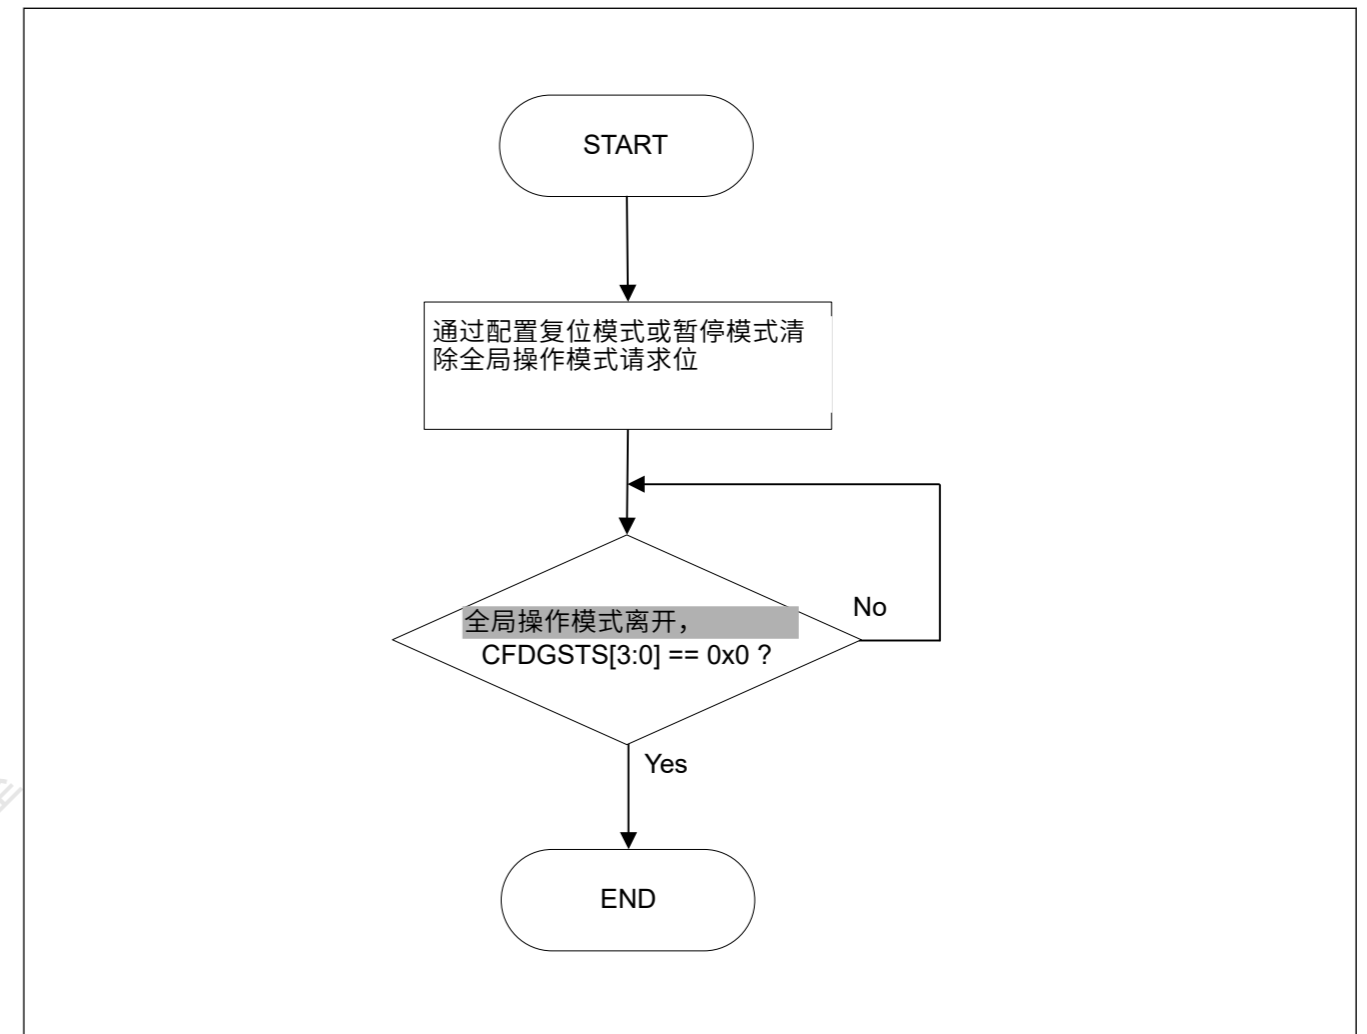 START
通过配置复位模式或暂停模式清
除全局操作模式请求位
全局操作模式离开，
No
CFDGSTS[3:0] == 0x0 ?
Yes
END